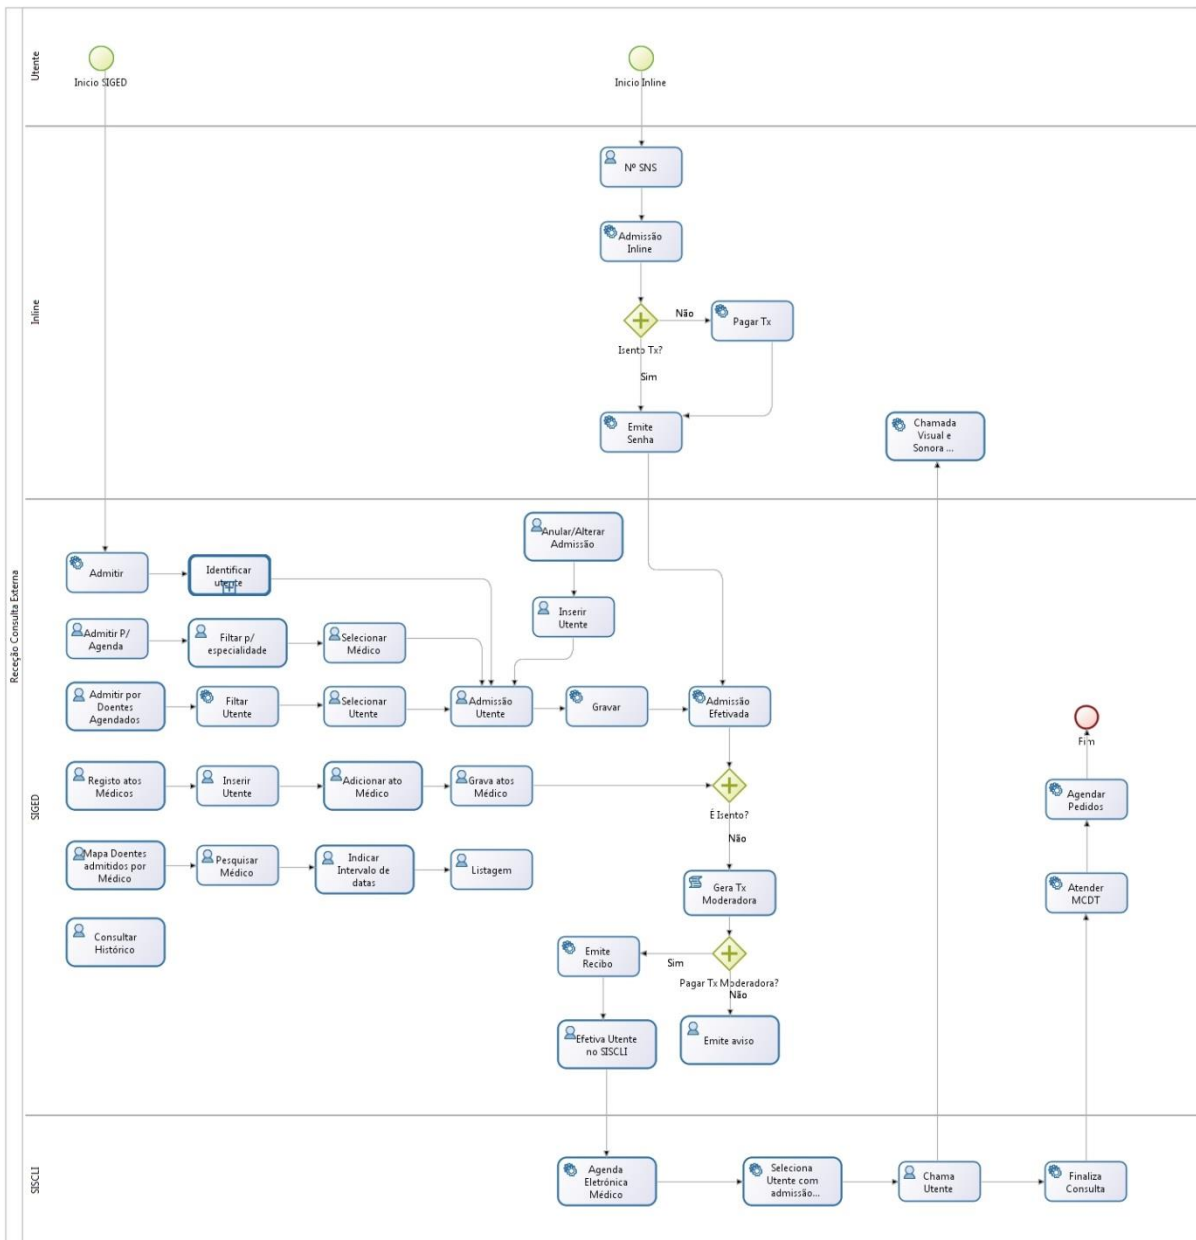 Receção Consulta Externa
Utente
Inicio SIGED
Inicio Inline
Inline
Nº SNS
Admissão
Inline
Não
Pagar Tx
Isento Tx?
Sim
Emite
Senha
Chamada
Visual e
Sonora ...
SIGED
Anular/Alterar
Admissão
Admitir
Identificar
utente
Inserir
Utente
Admitir P/
Agenda
Filtar p/
especialidade
Selecionar
Médico
Admitir por
Doentes
Agendados
Filtar
Utente
Selecionar
Utente
Admissão
Utente
Gravar
Admissão
Efetivada
Fim
Registo atos
Médicos
Inserir
Utente
Adicionar ato
Médico
Grava atos
Médico
É Isento?
Não
Agendar
Pedidos
Mapa Doentes
admitidos por
Médico
Pesquisar
Médico
Indicar
Intervalo de
datas
Listagem
Gera Tx
Moderadora
Atender
MCDT
Consultar
Histórico
Emite
Recibo
Sim
Pagar Tx Moderadora?
Não
Efetiva Utente
no SISCLI
Emite aviso
SISCLI
Agenda
Eletrónica
Médico
Seleciona
Utente com
admissão...
Chama
Utente
Finaliza
Consulta